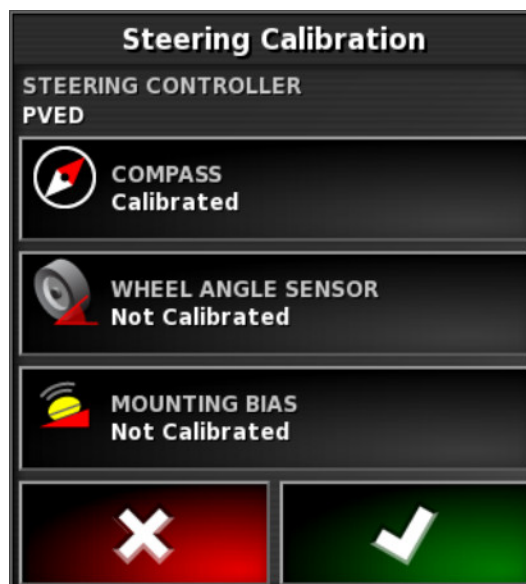 Steering Calibration
STEERING CONTROLLER
PVED
COMPASS
Calibrated
WHEEL ANGLE SENSOR
Not Calibrated
MOUNTING BIAS
Not Calibrated